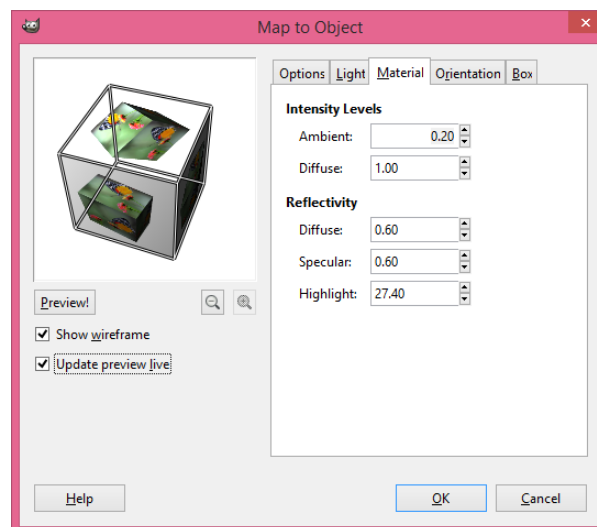 Map to Object
Options Light Material Orientation Box
Intensity Levels
Ambient: 0.20
Diffuse: 1.00
Reflectivity
Diffuse: 0.60
Specular: 0.60
Highlight: 27.40
Preview!
Show wireframe
Update preview live
Help OK Cancel